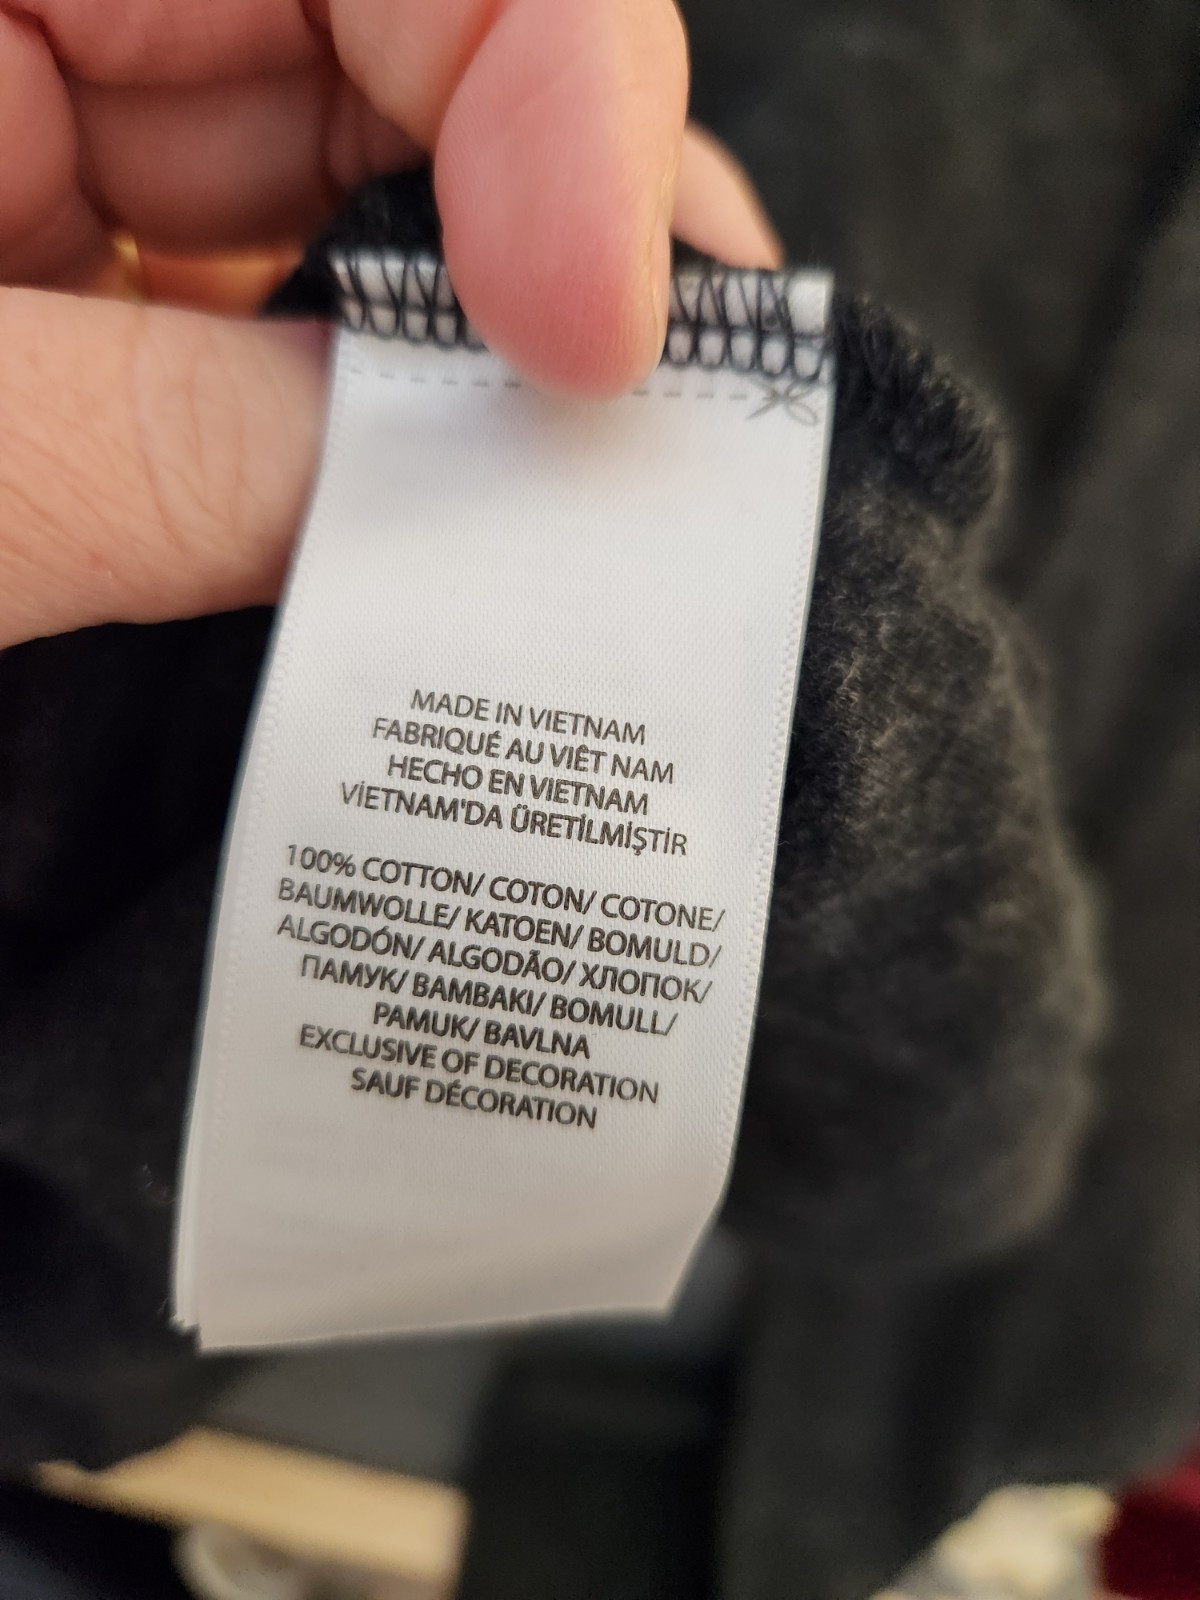 MADE IN VIETNAM
FABRIQUÉ AU VIÊT NAM
HECHO EN VIETNAM
VİETNAM'DA ÜRETİLMİŞTİR
100% COTTON/ COTON/ COTONE/
BAUMWOLLE/ KATOEN/ BOMULD/
ALGODÓN/ ALGODÃO/ ХЛОПОК/
ПАМУК/ BAMBAKI/ BOMULL/
PAMUK/ BAVLNA
EXCLUSIVE OF DECORATION
SAUF DÉCORATION